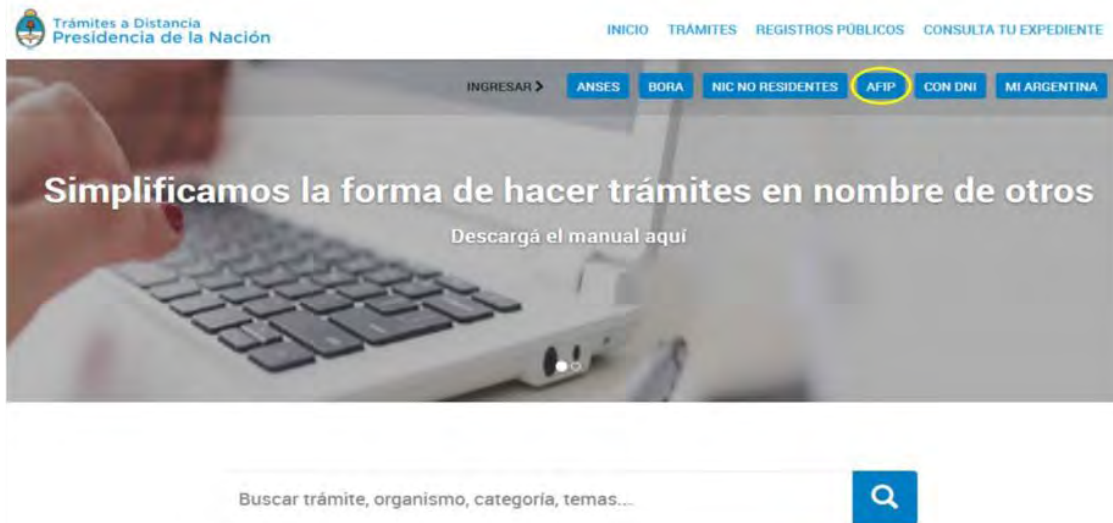 Trámites a Distancia
Presidencia de la Nación
INICIO TRÁMITES REGISTROS PÚBLICOS CONSULTA TU EXPEDIENTE
INGRESAR ANSES BORA NIC NO RESIDENTES AFIP CON DNI MI ARGENTINA
Simplificamos la forma de hacer trámites en nombre de otros
Descargá el manual aquí
Buscar trámite, organismo, categoría, temas...